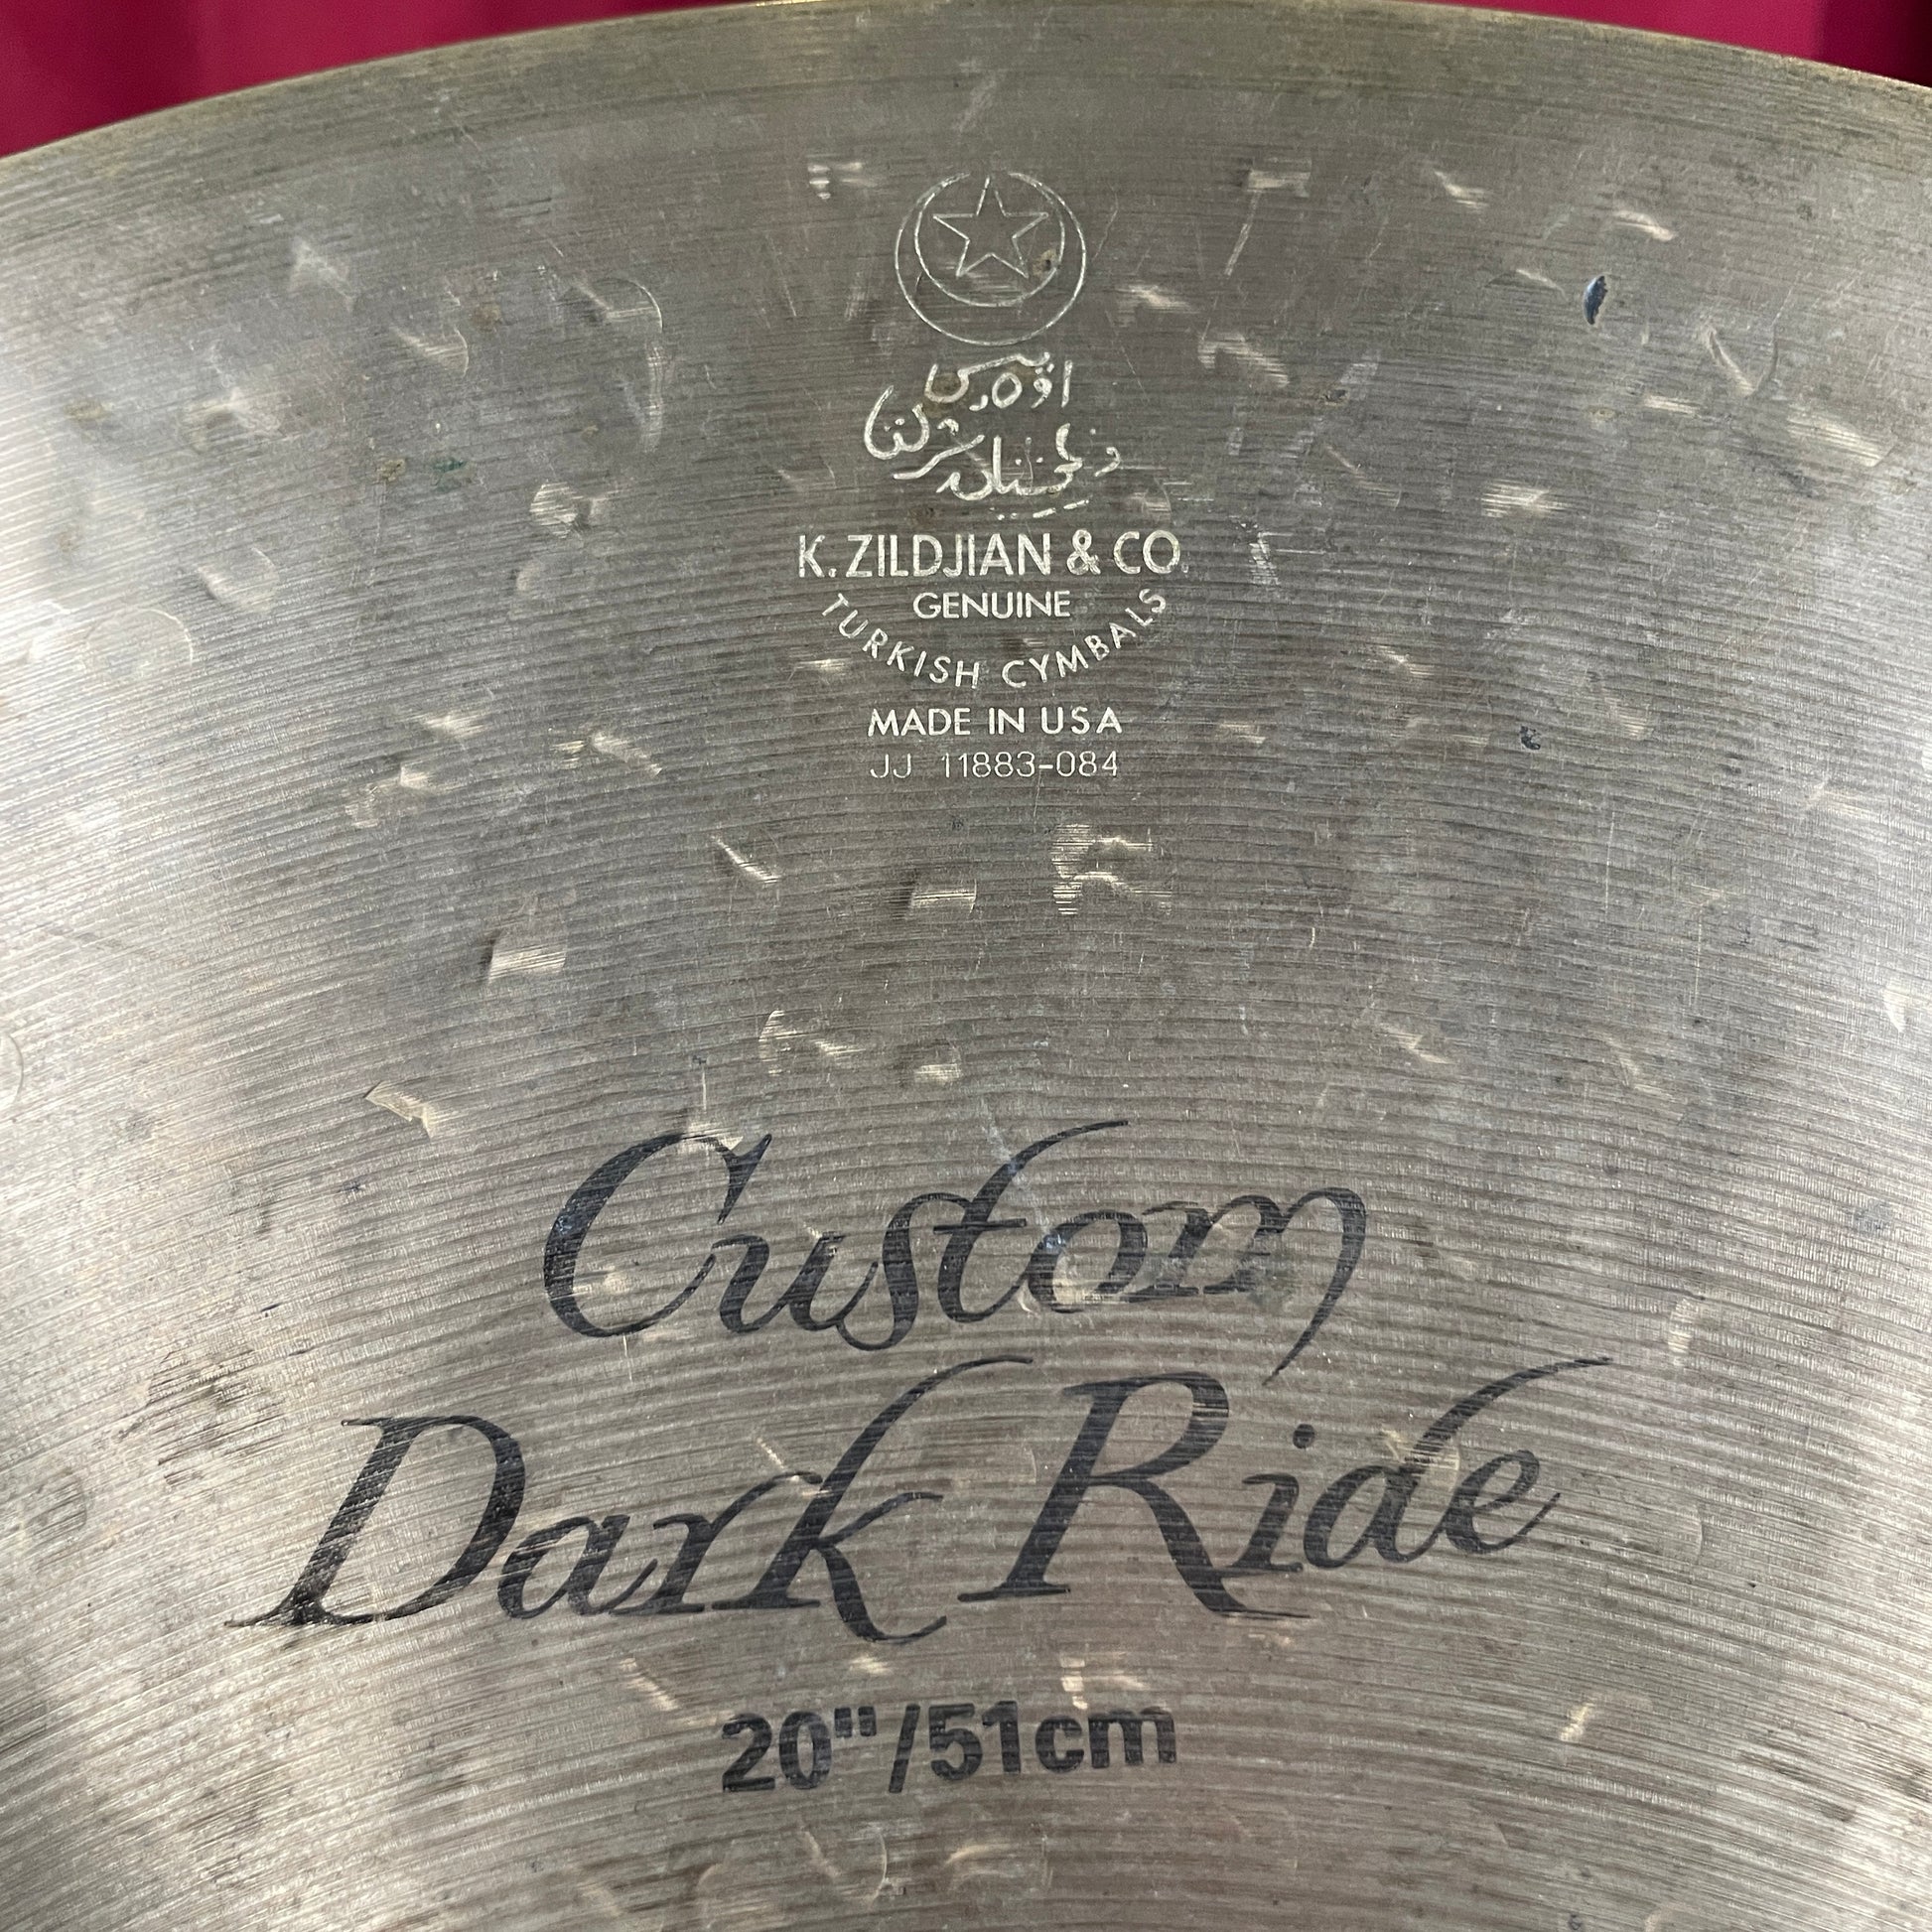 K. ZILDJIAN & CO.
GENUINE
TURKISH CYMBALS
MADE IN USA
JJ 11883-084
Custom
Dark Ride
20"/51cm